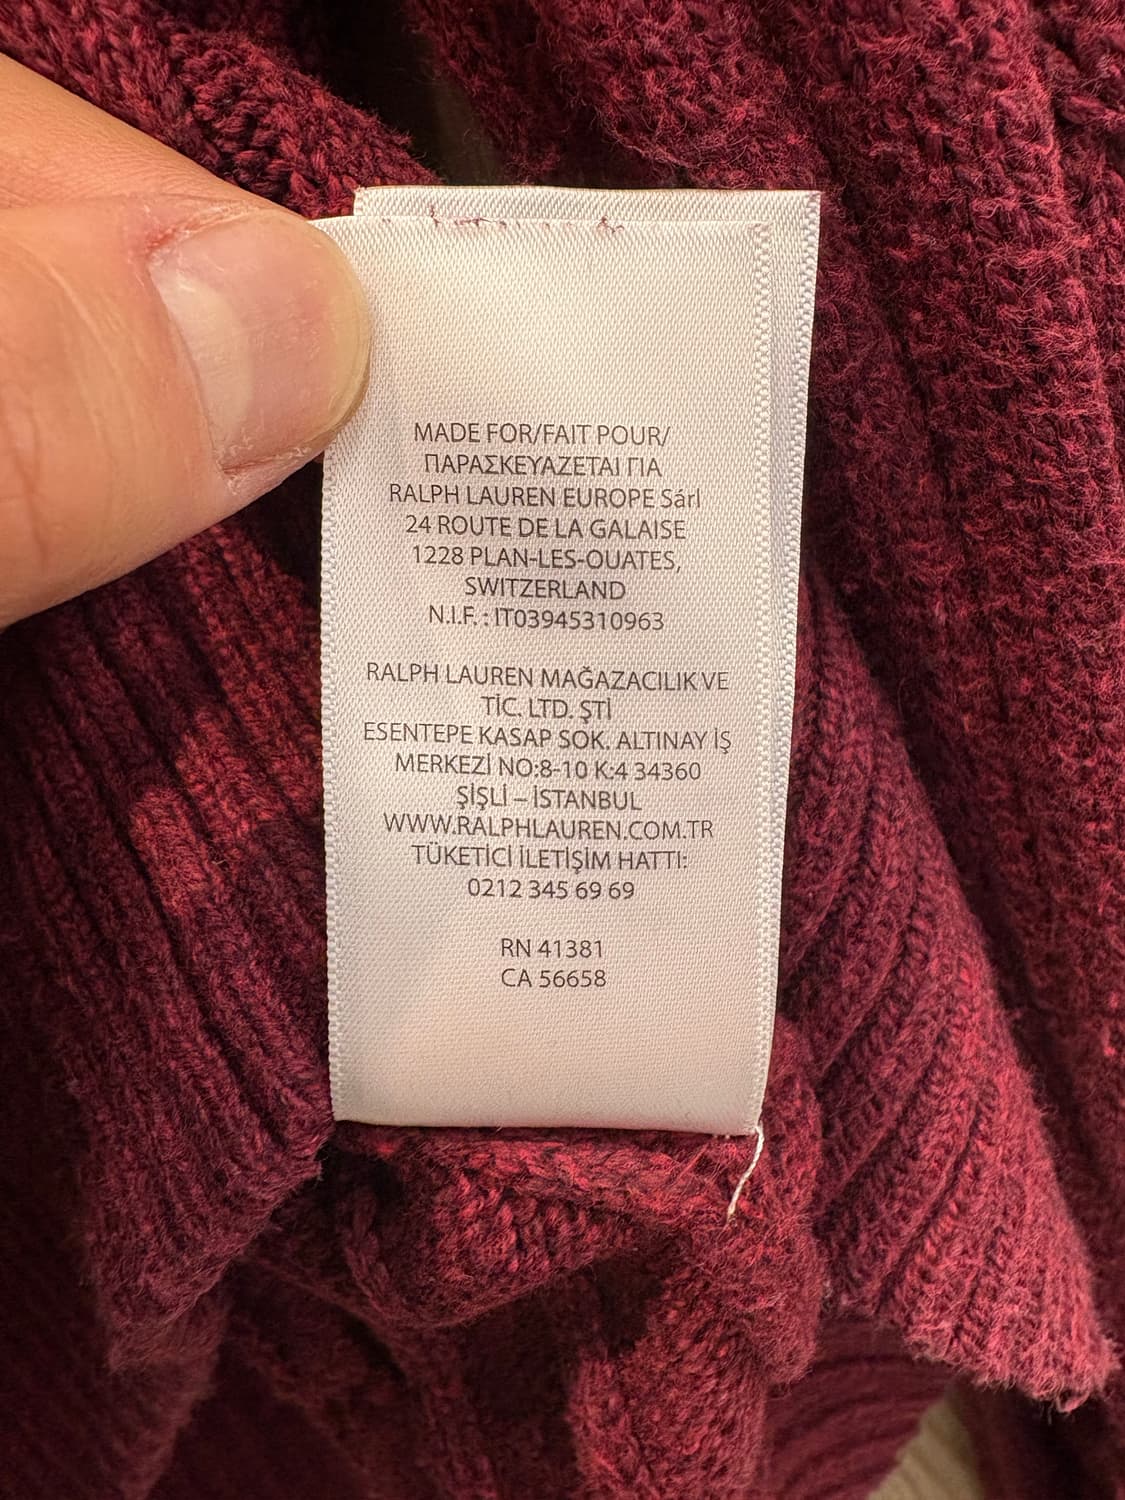 MADE FOR/FAIT POUR/
ΠΑΡΑΣΚΕΥΑΖΕΤΑΙ ΓΙΑ
RALPH LAUREN EUROPE Sárl
24 ROUTE DE LA GALAISE
1228 PLAN-LES-OUATES,
SWITZERLAND
N.I.F. : IT03945310963
RALPH LAUREN MAĞAZACILIK VE
TİC. LTD. ŞTİ
ESENTEPE KASAP SOK. ALTINAY İŞ
MERKEZİ NO:8-10 K:4 34360
ŞİŞLİ – İSTANBUL
WWW.RALPHLAUREN.COM.TR
TÜKETİCİ İLETİŞİM HATTI:
0212 345 69 69
RN 41381
CA 56658